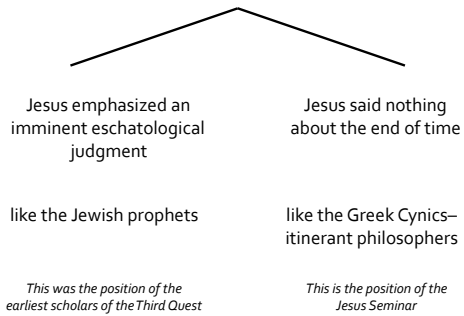 Jesus emphasized an
imminent eschatological
judgment
like the Jewish prophets
This was the position of the
earliest scholars of the Third Quest
Jesus said nothing
about the end of time
like the Greek Cynics–
itinerant philosophers
This is the position of the
Jesus Seminar